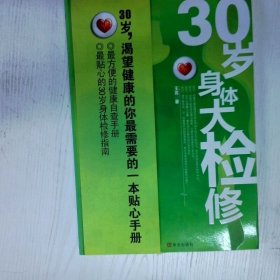 30岁
身体大检修
30岁，渴望健康的你最需要的一本贴心手册
◎最方便的健康自查手册
◎最贴心的30岁身体检修指南